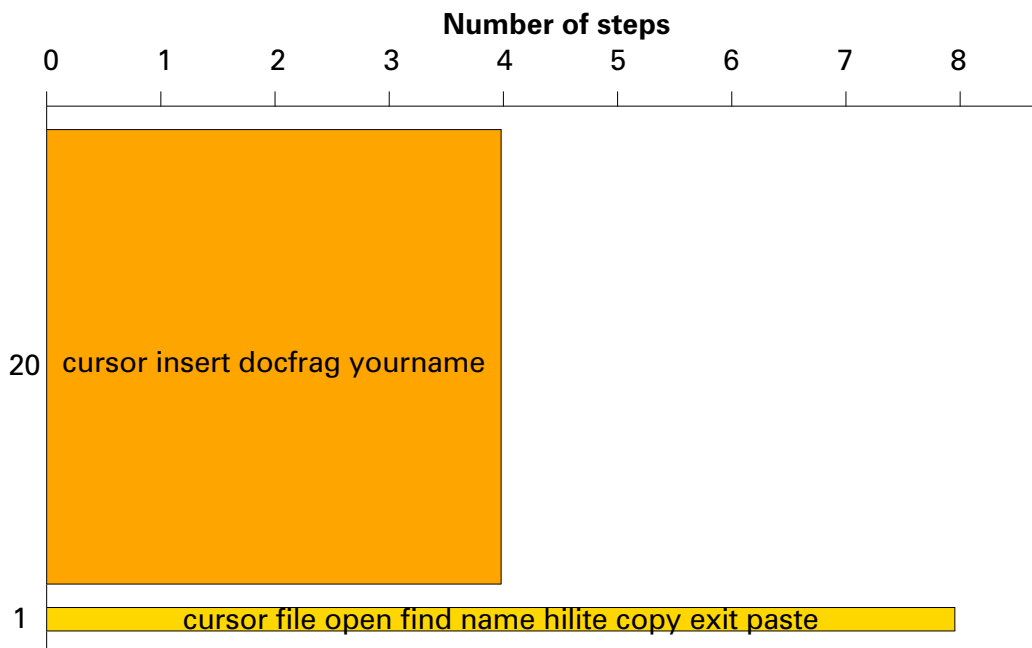 Number of steps
0 1 2 3 4 5 6 7 8
20 cursor insert docfrag yourname
1 cursor file open find name hilite copy exit paste